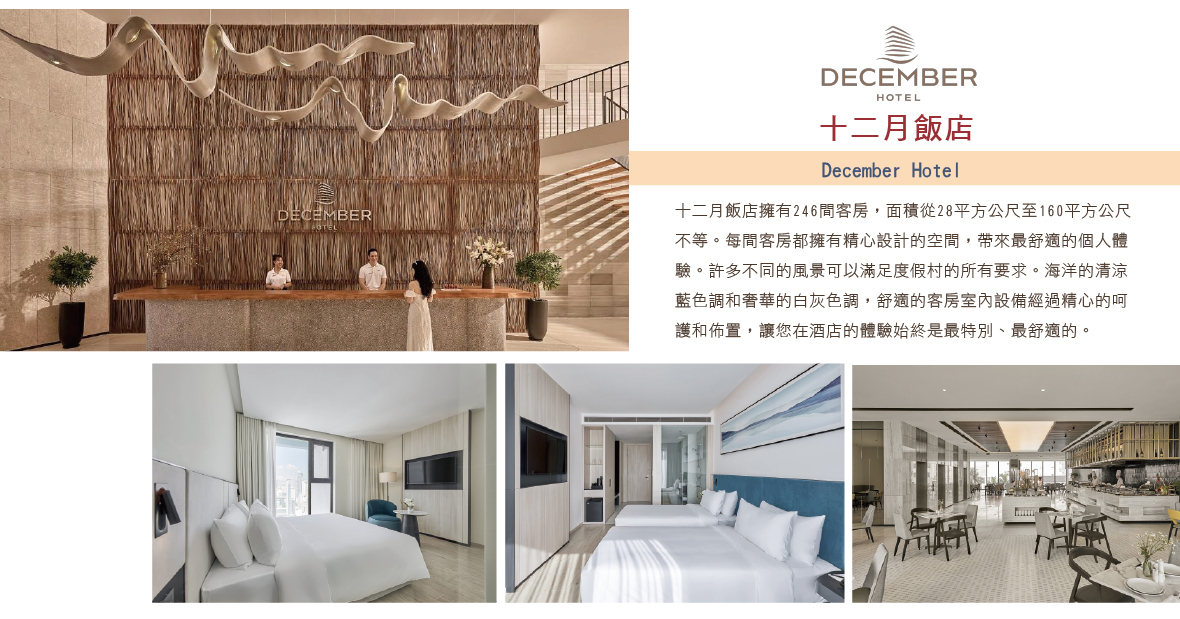 DECEMBER
HOTEL
DECEMBER
HOTEL
十二月飯店
December Hotel
十二月飯店擁有246間客房，面積從28平方公尺至160平方公尺
不等。每間客房都擁有精心設計的空間，帶來最舒適的個人體
驗。許多不同的風景可以滿足度假村的所有要求。海洋的清涼
藍色調和奢華的白灰色調，舒適的客房室內設備經過精心的呵
護和佈置，讓您在酒店的體驗始終是最特別、最舒適的。